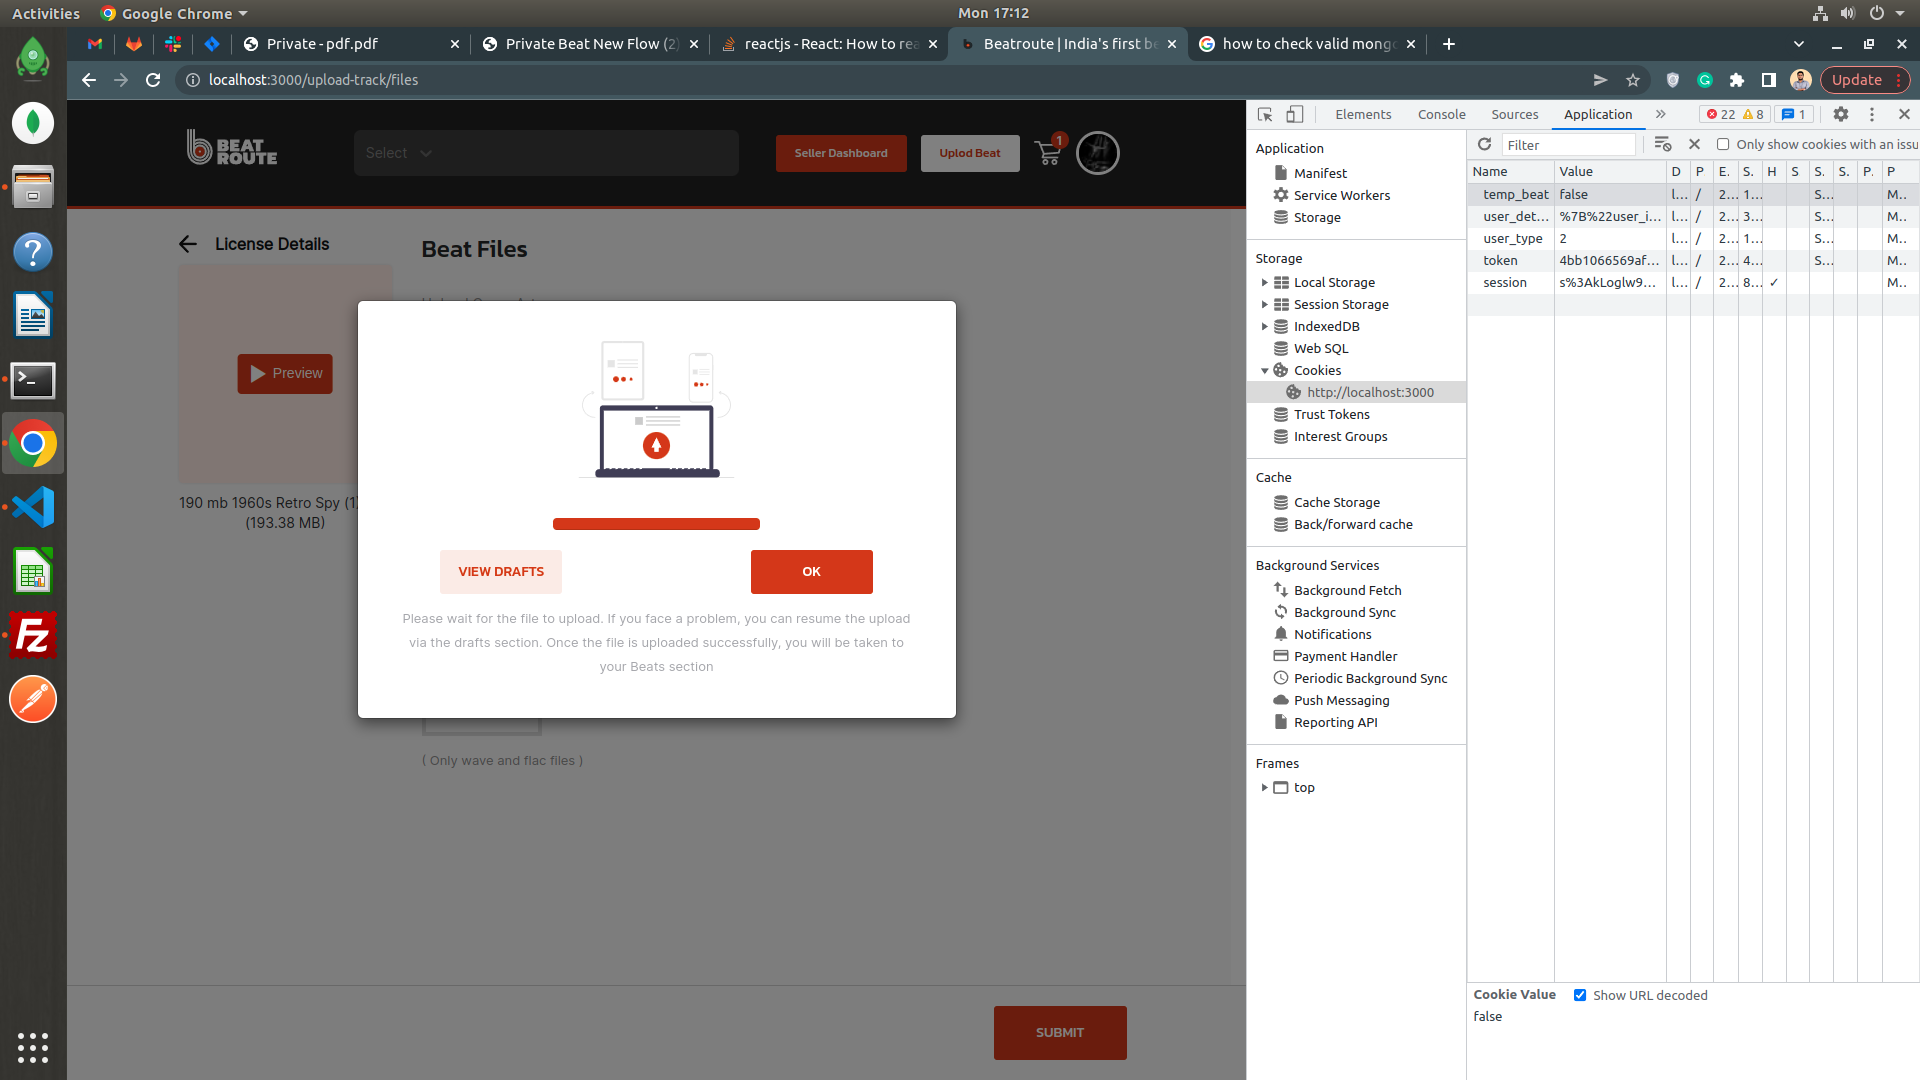 Activities
Google Chrome
Mon 17:12
Private - pdf.pdf
Private Beat New Flow (2)
reactjs - React: How to rea
Beatroute | India's first be
how to check valid mongo
localhost:3000/upload-track/files
Update
BEAT ROUTE
Select
Seller Dashboard
Uplod Beat
1
License Details
Beat Files
Preview
190 mb 1960s Retro Spy (1)
(193.38 MB)
VIEW DRAFTS
OK
Please wait for the file to upload. If you face a problem, you can resume the upload
via the drafts section. Once the file is uploaded successfully, you will be taken to
your Beats section
( Only wave and flac files )
SUBMIT
Elements
Console
Sources
Application
22
8
1
Application
Manifest
Service Workers
Storage
Storage
Local Storage
Session Storage
IndexedDB
Web SQL
Cookies
http://localhost:3000
Trust Tokens
Interest Groups
Cache
Cache Storage
Back/forward cache
Background Services
Background Fetch
Background Sync
Notifications
Payment Handler
Periodic Background Sync
Push Messaging
Reporting API
Frames
top
Filter
Only show cookies with an issu
Name Value D P E. S. H S S. S. P. P
temp_beat false l... / 2... 1... S... M..
user_det... %7B%22user_i... l... / 2... 3... S... M..
user_type 2 l... / 2... 1... S... M..
token 4bb1066569af... l... / 2... 4... S... M..
session s%3AkLoglw9... l... / 2... 8... ✓ M..
Cookie Value Show URL decoded
false